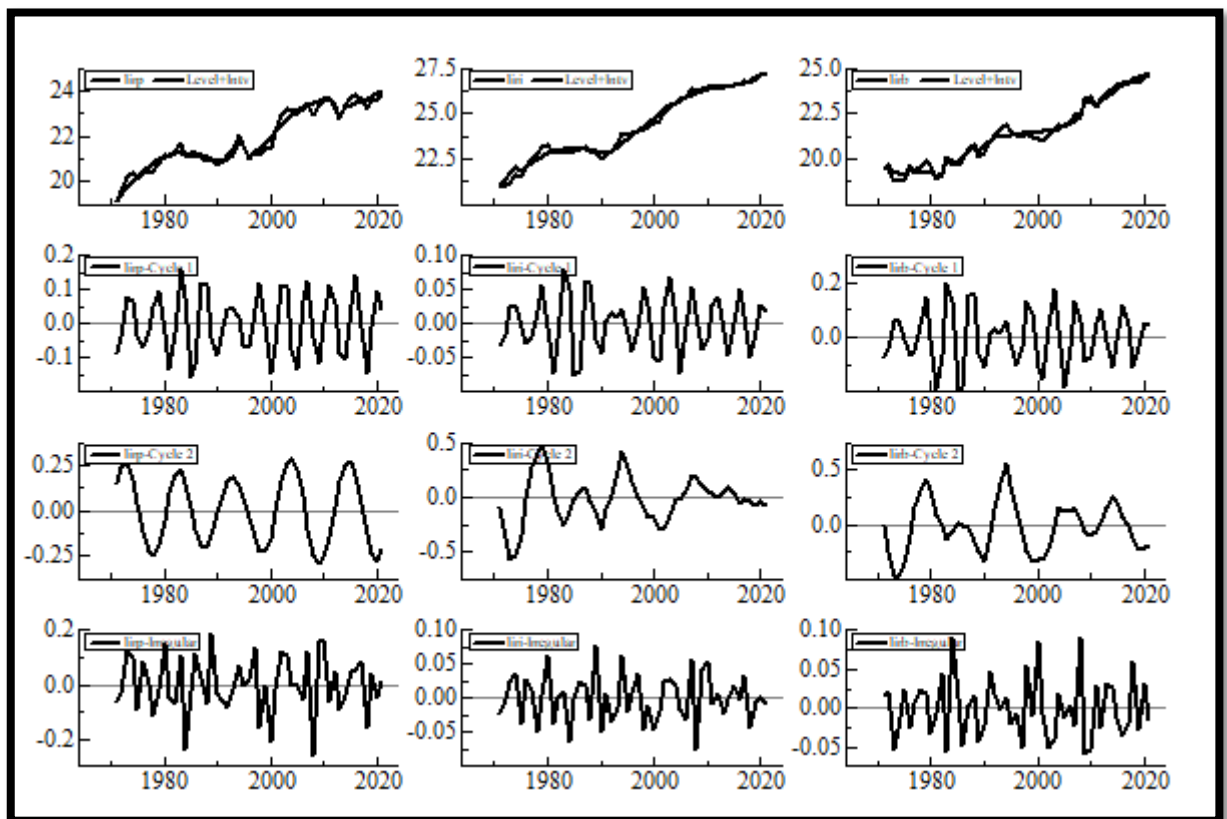 lirp Level+Intv
24
22
20
1980 2000 2020
liri Level+Intv
27.5
25.0
22.5
1980 2000 2020
lirb Level+Intv
25.0
22.5
20.0
1980 2000 2020
0.2
lirp-Cycle 1
0.1
0.0
-0.1
1980 2000 2020
0.10
liri-Cycle 1
0.05
0.00
-0.05
1980 2000 2020
lirb-Cycle 1
0.2
0.0
1980 2000 2020
lirp-Cycle 2
0.25
0.00
-0.25
1980 2000 2020
0.5
liri-Cycle 2
0.0
-0.5
1980 2000 2020
lirb-Cycle 2
0.5
0.0
1980 2000 2020
0.2
lirp-Irregular
0.0
-0.2
1980 2000 2020
0.10
liri-Irregular
0.05
0.00
-0.05
1980 2000 2020
0.10
lirb-Irregular
0.05
0.00
-0.05
1980 2000 2020